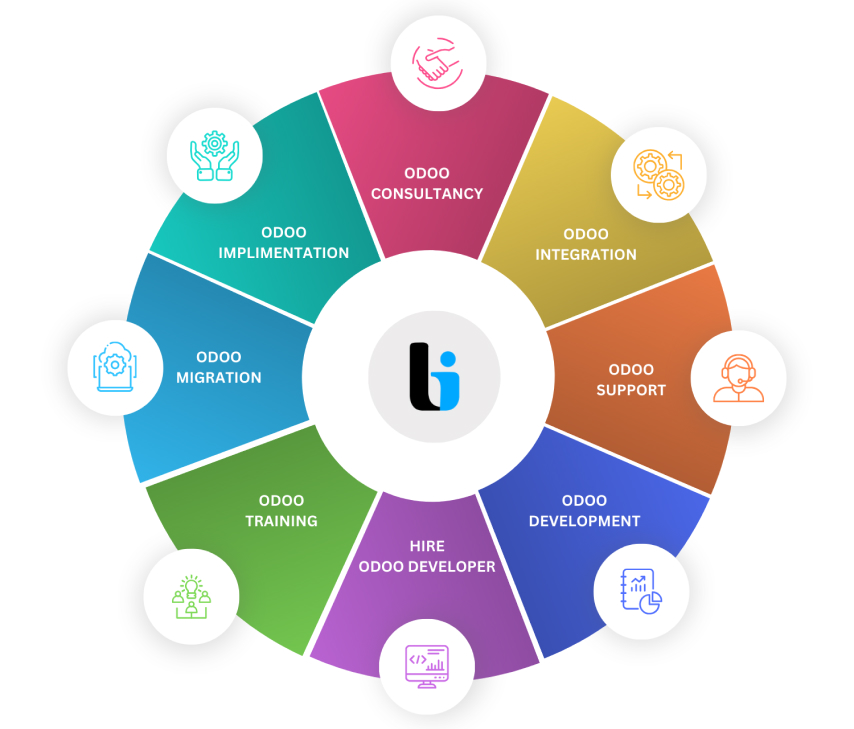 ODOO
CONSULTANCY
ODOO
INTEGRATION
ODOO
SUPPORT
ODOO
DEVELOPMENT
HIRE
ODOO DEVELOPER
ODOO
TRAINING
ODOO
MIGRATION
ODOO
IMPLIMENTATION